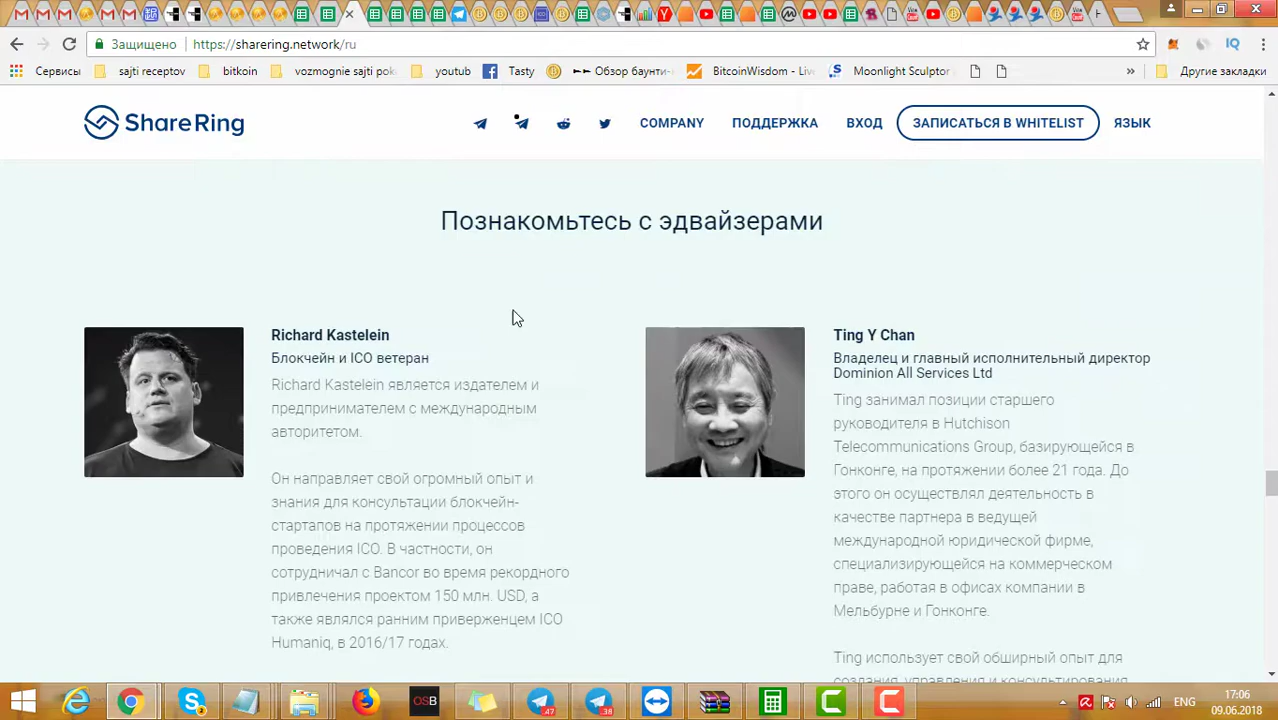 Защищено
https://sharering.network/ru
Сервисы
sajti receptov
bitkoin
vozmognie sajti pok
youtube
Tasty
Обзор баунти-
BitcoinWisdom - Liv
Moonlight Sculptor
»
Другие закладки
ShareRing
COMPANY
ПОДДЕРЖКА
ВХОД
ЗАПИСАТЬСЯ В WHITELIST
ЯЗЫК
Познакомьтесь с эдвайзерами
Richard Kastelein
Блокчейн и ICO ветеран
Richard Kastelein является издателем и
предпринимателем с международным
авторитетом.
Он направляет свой огромный опыт и
знания для консультации блокчейн-
стартапов на протяжении процессов
проведения ICO. В частности, он
сотрудничал с Bancor во время рекордного
привлечения проектом 150 млн. USD, а
также являлся ранним приверженцем ICO
Humaniq, в 2016/17 годах.
Ting Y Chan
Владелец и главный исполнительный директор
Dominion All Services Ltd
Ting занимал позиции старшего
руководителя в Hutchison
Telecommunications Group, базирующейся в
Гонконге, на протяжении более 21 года. До
этого он осуществлял деятельность в
качестве партнера в ведущей
международной юридической фирме,
специализирующейся на коммерческом
праве, работая в офисах компании в
Мельбурне и Гонконге.
Ting использует свой обширный опыт для
создания, управления и консультирования
OSB
47
38
ENG
17:06
09.06.2018